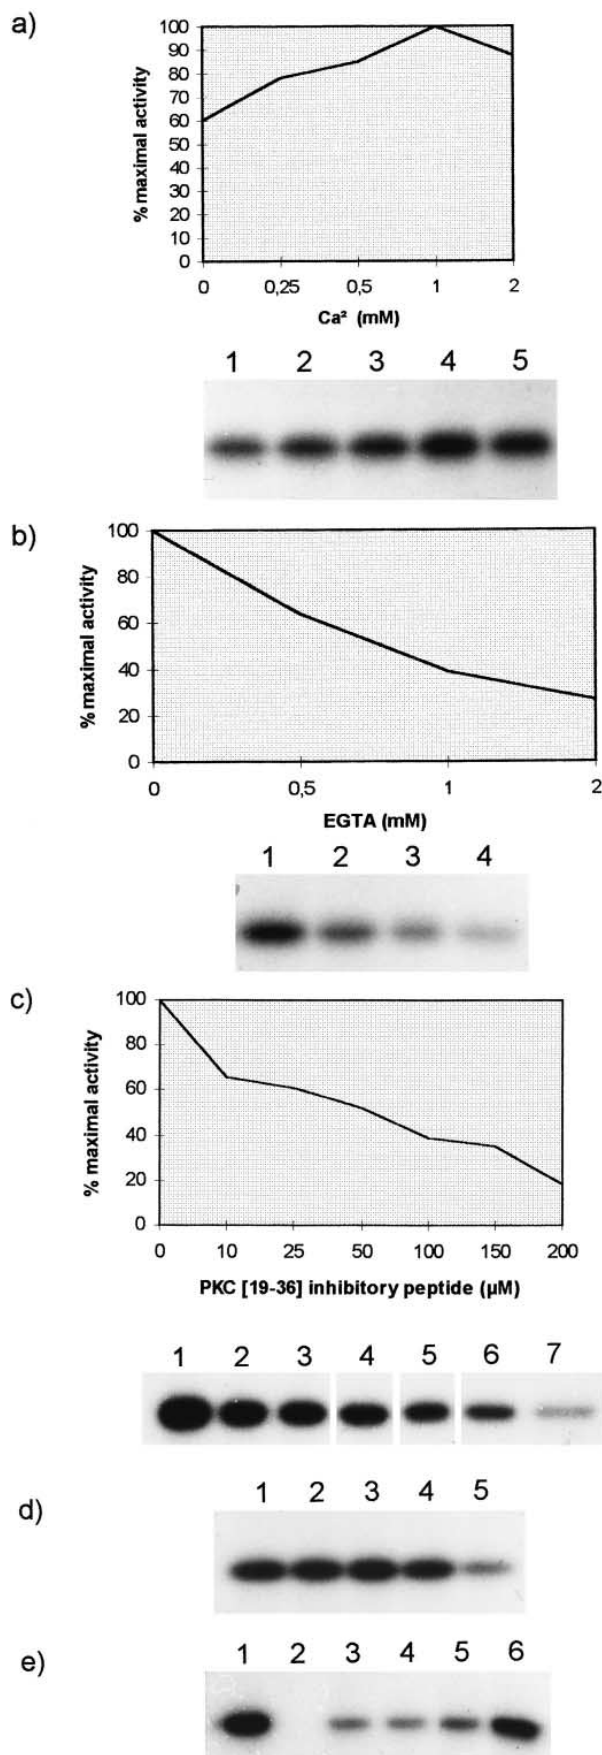 a)
% maximal activity
100
90
80
70
60
50
40
30
20
10
0
0 0,25 0,5 1 2
Ca² (mM)
1 2 3 4 5
b)
% maximal activity
100
80
60
40
20
0
0 0,5 1 2
EGTA (mM)
1 2 3 4
c)
% maximal activity
100
80
60
40
20
0
0 10 25 50 100 150 200
PKC [19-36] inhibitory peptide (µM)
1 2 3 4 5 6 7
d)
1 2 3 4 5
e)
1 2 3 4 5 6